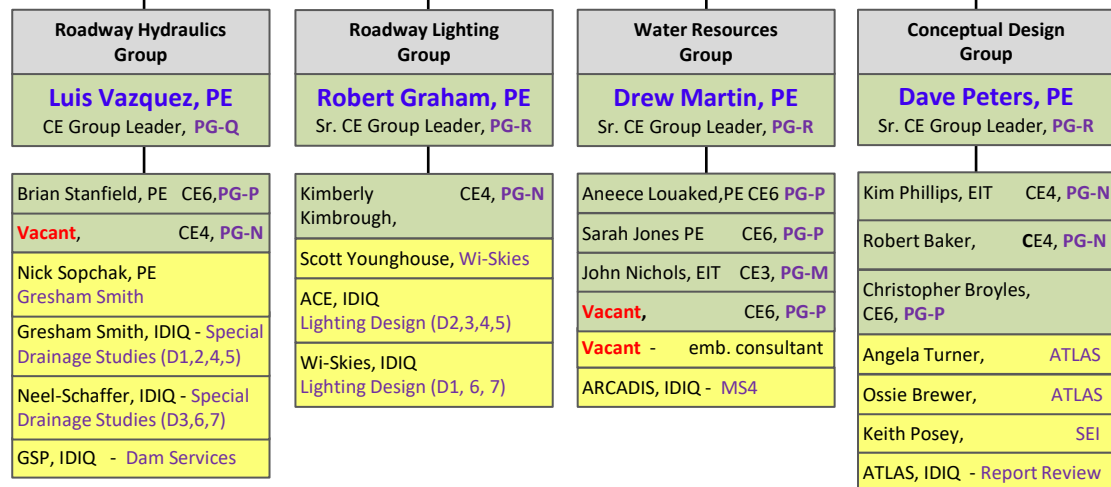 Roadway Hydraulics
Group
Luis Vazquez, PE
CE Group Leader, PG-Q
Brian Stanfield, PE CE6,PG-P
Vacant, CE4, PG-N
Nick Sopchak, PE
Gresham Smith
Gresham Smith, IDIQ - Special
Drainage Studies (D1,2,4,5)
Neel-Schaffer, IDIQ - Special
Drainage Studies (D3,6,7)
GSP, IDIQ - Dam Services
Roadway Lighting
Group
Robert Graham, PE
Sr. CE Group Leader, PG-R
Kimberly CE4, PG-N
Kimbrough,
Scott Younghouse, Wi-Skies
ACE, IDIQ
Lighting Design (D2,3,4,5)
Wi-Skies, IDIQ
Lighting Design (D1, 6, 7)
Water Resources
Group
Drew Martin, PE
Sr. CE Group Leader, PG-R
Aneece Louaked,PE CE6 PG-P
Sarah Jones PE CE6, PG-P
John Nichols, EIT CE3, PG-M
Vacant, CE6, PG-P
Vacant - emb. consultant
ARCADIS, IDIQ - MS4
Conceptual Design
Group
Dave Peters, PE
Sr. CE Group Leader, PG-R
Kim Phillips, EIT CE4, PG-N
Robert Baker, CE4, PG-N
Christopher Broyles,
CE6, PG-P
Angela Turner, ATLAS
Ossie Brewer, ATLAS
Keith Posey, SEI
ATLAS, IDIQ - Report Review